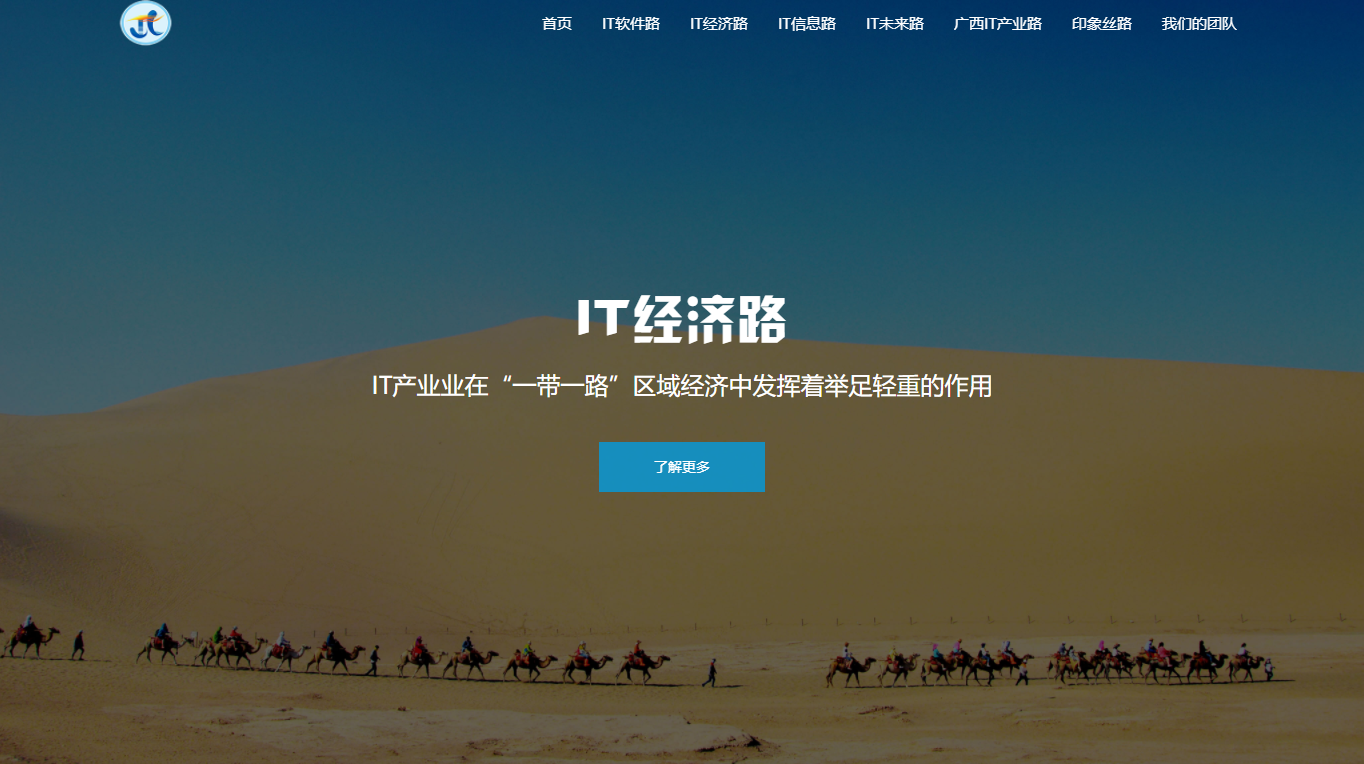 首页 IT软件路 IT经济路 IT信息路 IT未来路 广西IT产业路 印象丝路 我们的团队
IT经济路
IT产业业在“一带一路”区域经济中发挥着举足轻重的作用
了解更多